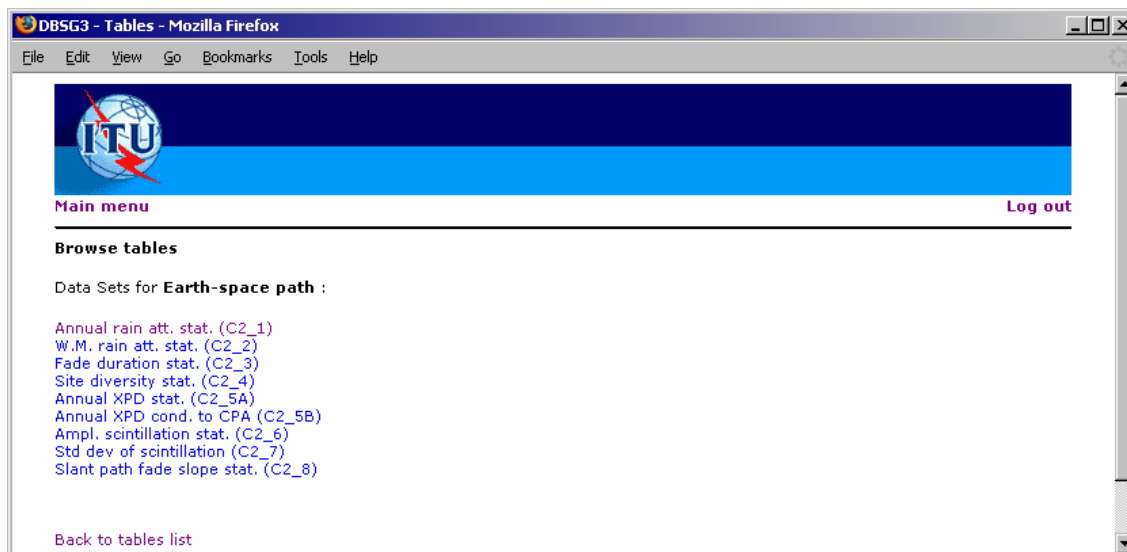 DBSG3 - Tables - Mozilla Firefox
File Edit View Go Bookmarks Tools Help
ITU
Main menu Log out
Browse tables
Data Sets for Earth-space path :
Annual rain att. stat. (C2_1)
W.M. rain att. stat. (C2_2)
Fade duration stat. (C2_3)
Site diversity stat. (C2_4)
Annual XPD stat. (C2_5A)
Annual XPD cond. to CPA (C2_5B)
Ampl. scintillation stat. (C2_6)
Std dev of scintillation (C2_7)
Slant path fade slope stat. (C2_8)
Back to tables list